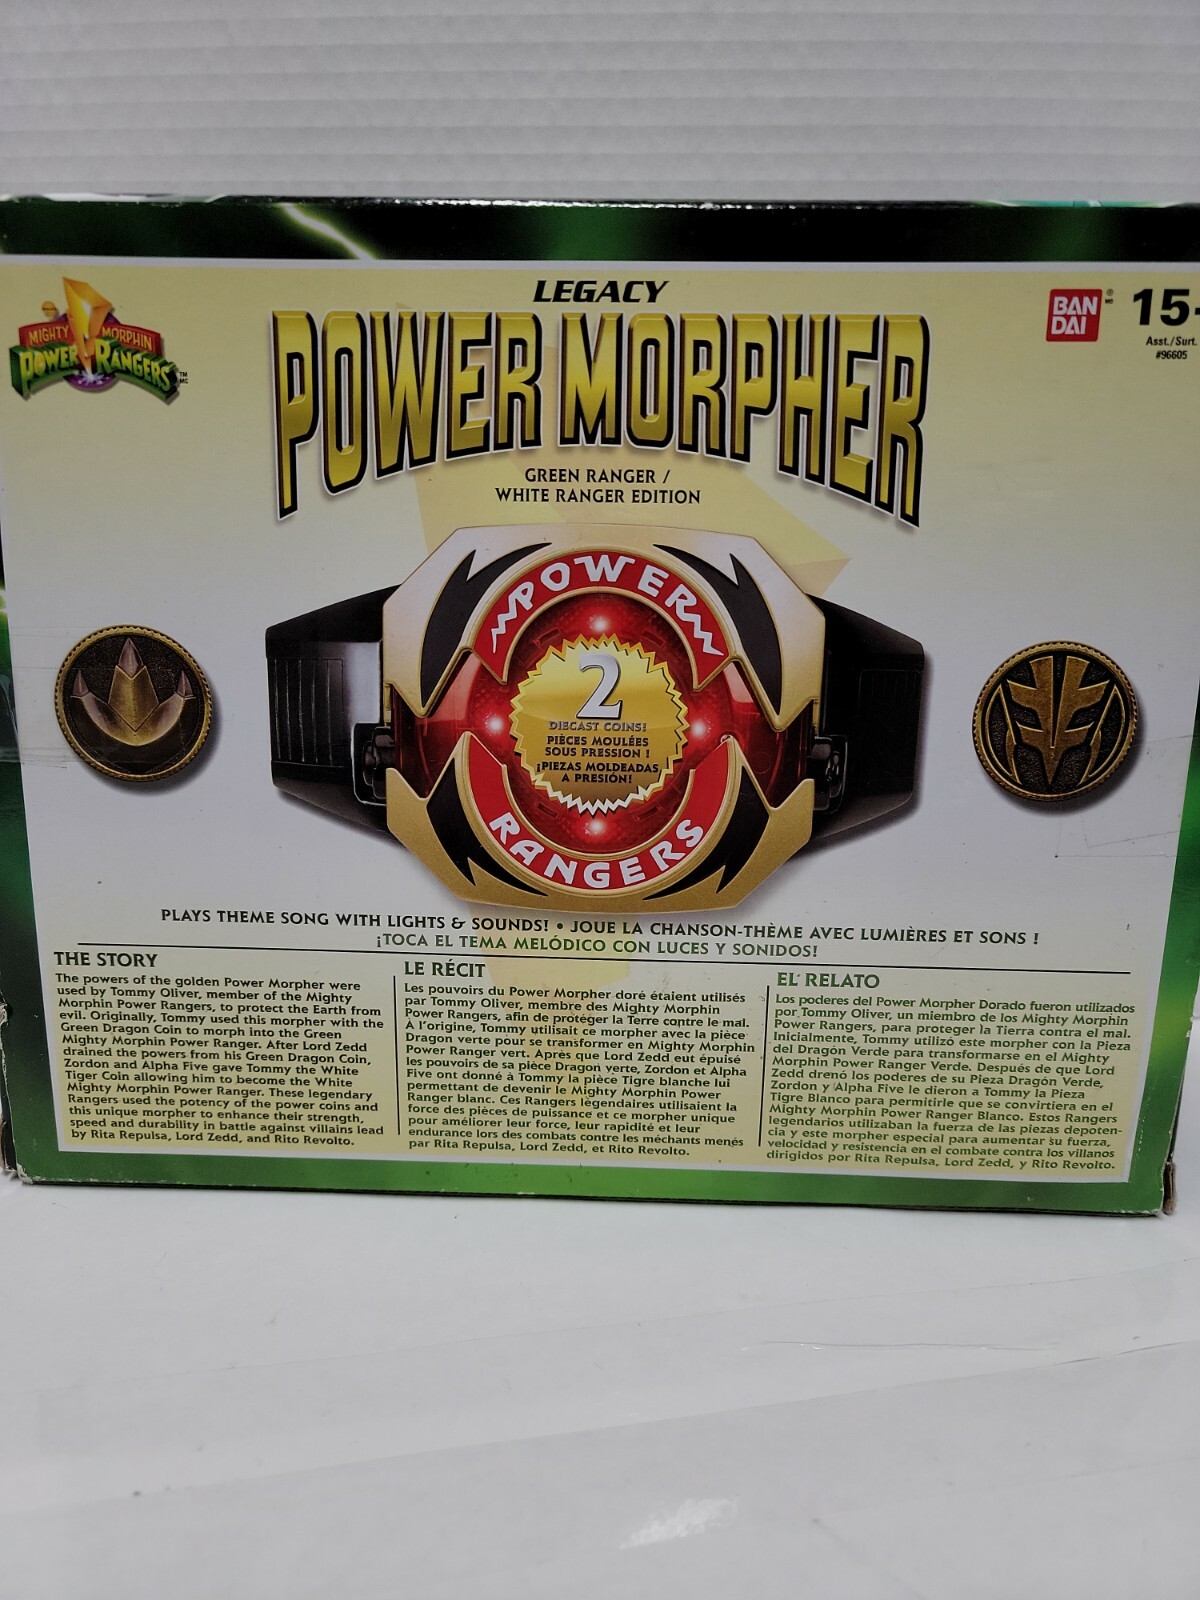 MIGHTY MORPHIN
POWER RANGERS
TM
MC
LEGACY
POWER MORPHER
GREEN RANGER /
WHITE RANGER EDITION
BAN
DAI
®
MD
15
Asst./Surt.
#96605
POWER
2
DIECAST COINS!
PIÈCES MOULÉES
SOUS PRESSION !
¡PIEZAS MOLDEADAS
A PRESIÓN!
RANGERS
PLAYS THEME SONG WITH LIGHTS & SOUNDS! • JOUE LA CHANSON-THÈME AVEC LUMIÈRES ET SONS !
¡TOCA EL TEMA MELÓDICO CON LUCES Y SONIDOS!
THE STORY
The powers of the golden Power Morpher were
used by Tommy Oliver, member of the Mighty
Morphin Power Rangers, to protect the Earth from
evil. Originally, Tommy used this morpher with the
Green Dragon Coin to morph into the Green
Mighty Morphin Power Ranger. After Lord Zedd
drained the powers from his Green Dragon Coin,
Zordon and Alpha Five gave Tommy the White
Tiger Coin allowing him to become the White
Mighty Morphin Power Ranger. These legendary
Rangers used the potency of the power coins and
this unique morpher to enhance their strength,
speed and durability in battle against villains lead
by Rita Repulsa, Lord Zedd, and Rito Revolto.
LE RÉCIT
Les pouvoirs du Power Morpher doré étaient utilisés
par Tommy Oliver, membre des Mighty Morphin
Power Rangers, afin de protéger la Terre contre le mal.
À l'origine, Tommy utilisait ce morpher avec la pièce
Dragon verte pour se transformer en Mighty Morphin
Power Ranger vert. Après que Lord Zedd eut épuisé
les pouvoirs de sa pièce Dragon verte, Zordon et Alpha
Five ont donné à Tommy la pièce Tigre blanche lui
permettant de devenir le Mighty Morphin Power
Ranger blanc. Ces Rangers légendaires utilisaient la
force des pièces de puissance et ce morpher unique
pour améliorer leur force, leur rapidité et leur
endurance lors des combats contre les méchants menés
par Rita Repulsa, Lord Zedd, et Rito Revolto.
EL RELATO
Los poderes del Power Morpher Dorado fueron utilizados
por Tommy Oliver, un miembro de los Mighty Morphin
Power Rangers, para proteger la Tierra contra el mal.
Inicialmente, Tommy utilizó este morpher con la Pieza
del Dragón Verde para transformarse en el Mighty
Morphin Power Ranger Verde. Después de que Lord
Zedd drenó los poderes de su Pieza Dragón Verde,
Zordon y Alpha Five le dieron a Tommy la Pieza
Tigre Blanco para permitirle que se convirtiera en el
Mighty Morphin Power Ranger Blanco. Estos Rangers
legendarios utilizaban la fuerza de las piezas depoten-
cia y este morpher especial para aumentar su fuerza,
velocidad y resistencia en el combate contra los villanos
dirigidos por Rita Repulsa, Lord Zedd, y Rito Revolto.